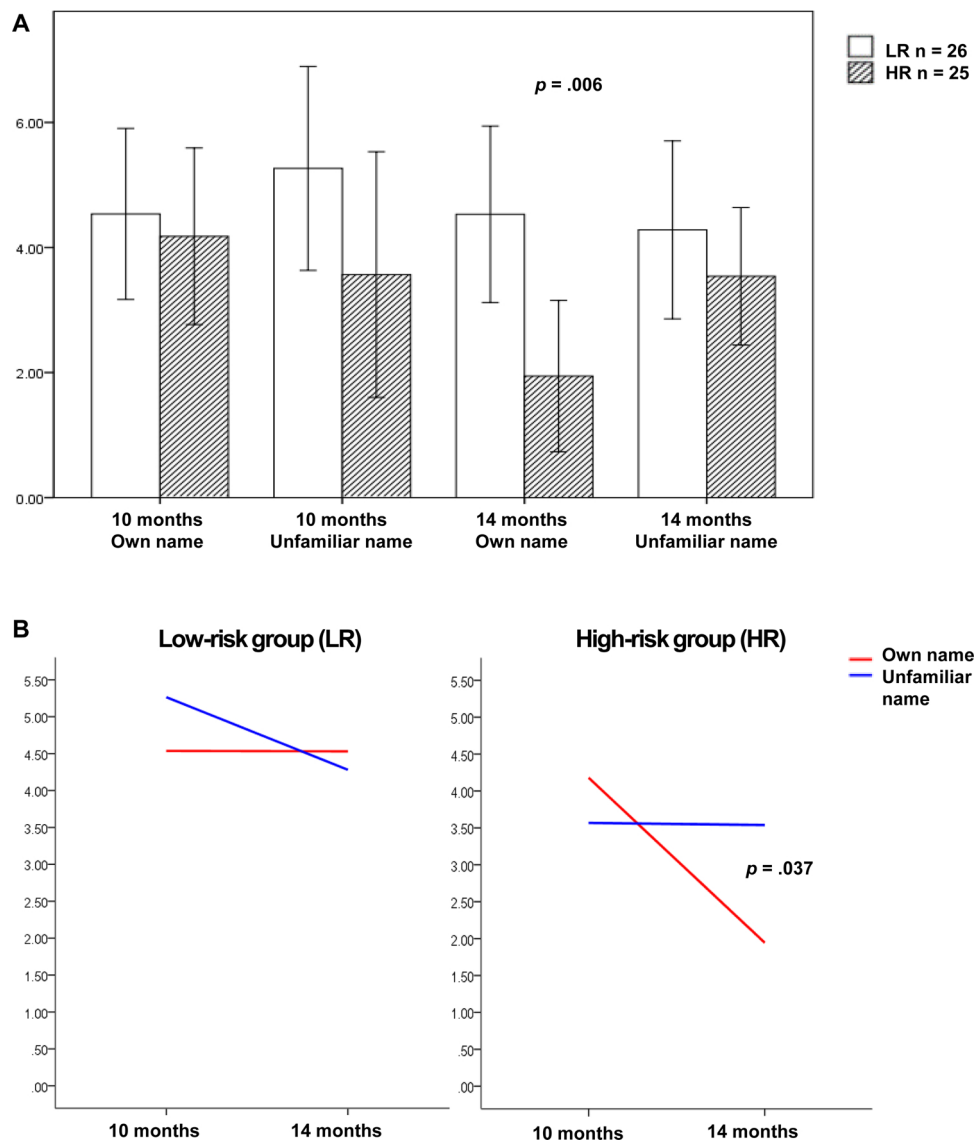 A
LR n = 26
HR n = 25
p = .006
6.00
4.00
2.00
0.00
10 months
Own name
10 months
Unfamiliar name
14 months
Own name
14 months
Unfamiliar name
B
Low-risk group (LR)
High-risk group (HR)
Own name
Unfamiliar
name
5.50
5.00
4.50
4.00
3.50
3.00
2.50
2.00
1.50
1.00
.50
.00
10 months
14 months
5.50
5.00
4.50
4.00
3.50
3.00
2.50
2.00
1.50
1.00
.50
.00
p = .037
10 months
14 months